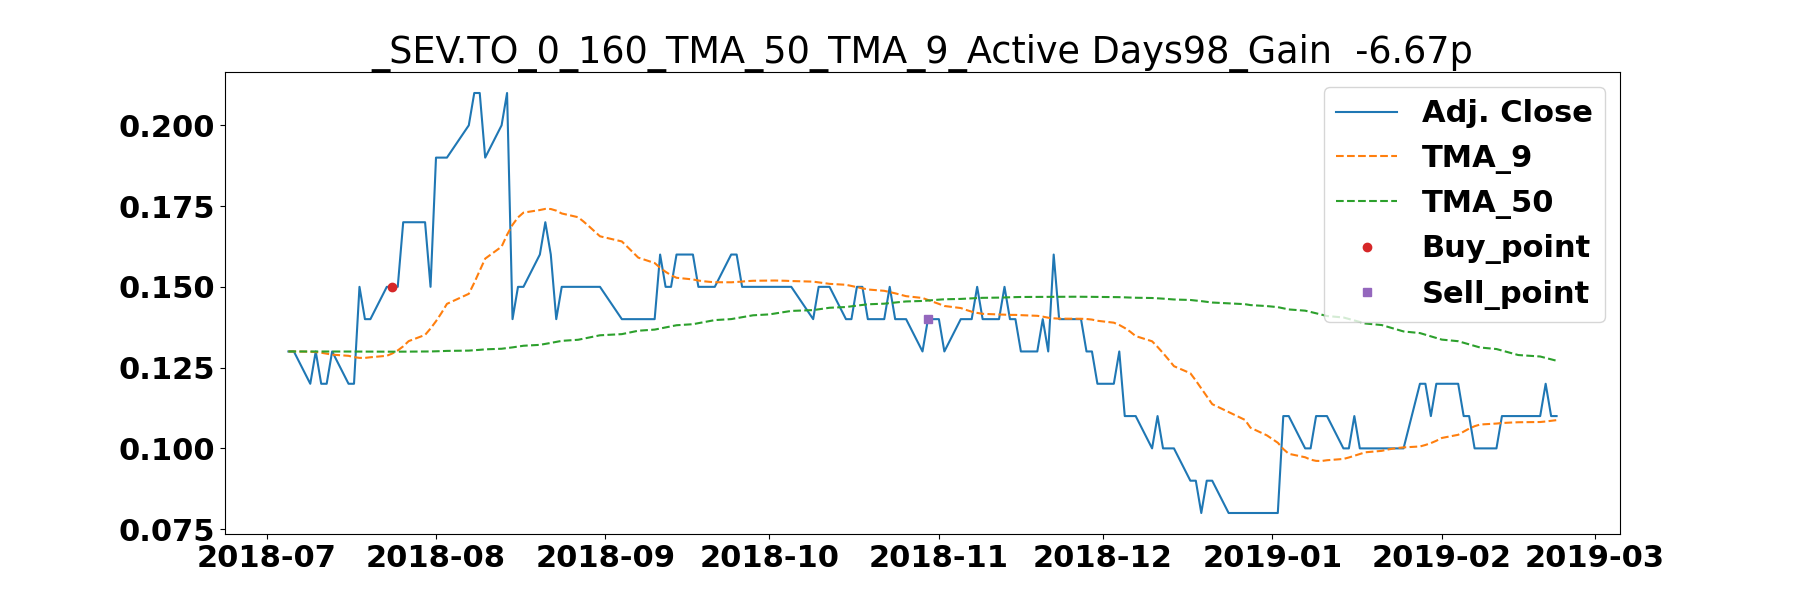 _SEV.TO_0_160_TMA_50_TMA_9_Active Days98_Gain  -6.67p
Adj. Close
TMA_9
TMA_50
Buy_point
Sell_point
0.200
0.175
0.150
0.125
0.100
0.075
2018-07 2018-08 2018-09 2018-10 2018-11 2018-12 2019-01 2019-02 2019-03